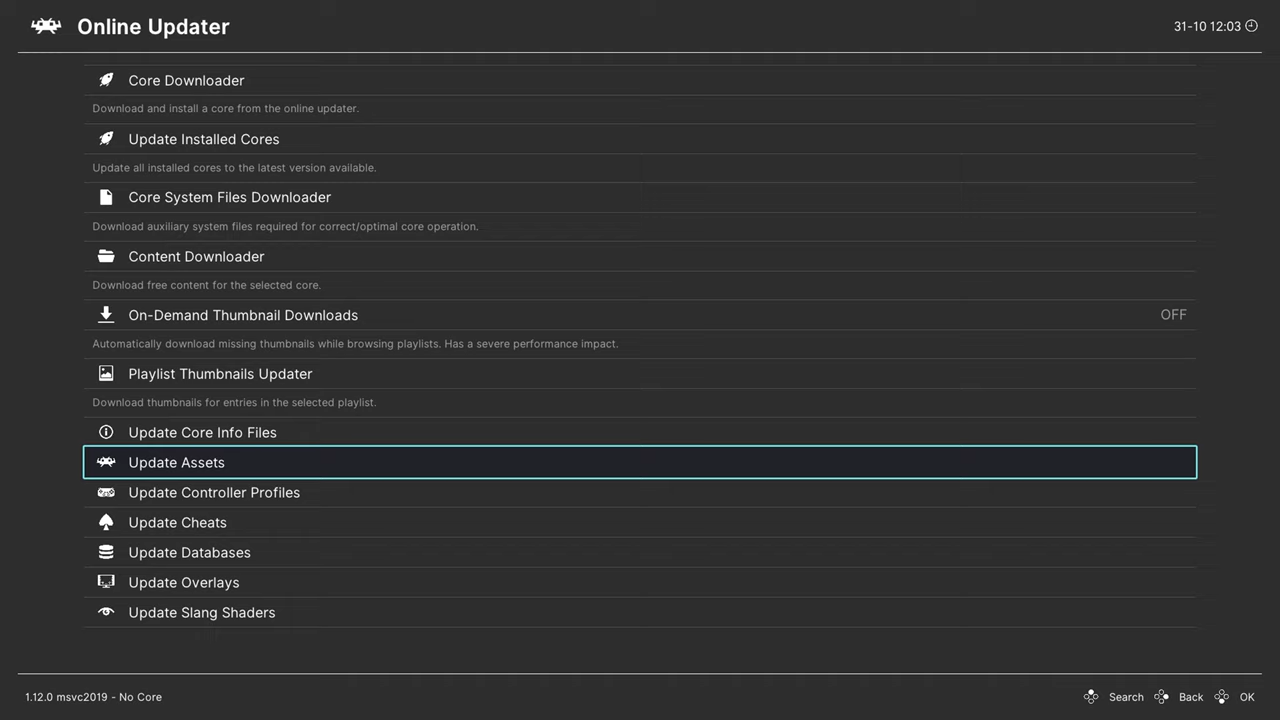 Online Updater
31-10 12:03
Core Downloader
Download and install a core from the online updater.
Update Installed Cores
Update all installed cores to the latest version available.
Core System Files Downloader
Download auxiliary system files required for correct/optimal core operation.
Content Downloader
Download free content for the selected core.
On-Demand Thumbnail Downloads OFF
Automatically download missing thumbnails while browsing playlists. Has a severe performance impact.
Playlist Thumbnails Updater
Download thumbnails for entries in the selected playlist.
Update Core Info Files
Update Assets
Update Controller Profiles
Update Cheats
Update Databases
Update Overlays
Update Slang Shaders
1.12.0 msvc2019 - No Core
Search Back OK